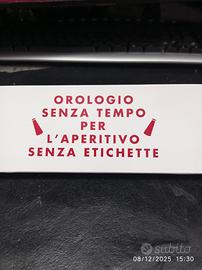 OROLOGIO
SENZA TEMPO
PER
L'APERITIVO
SENZA ETICHETTE
subito
08/12/2025 15:30